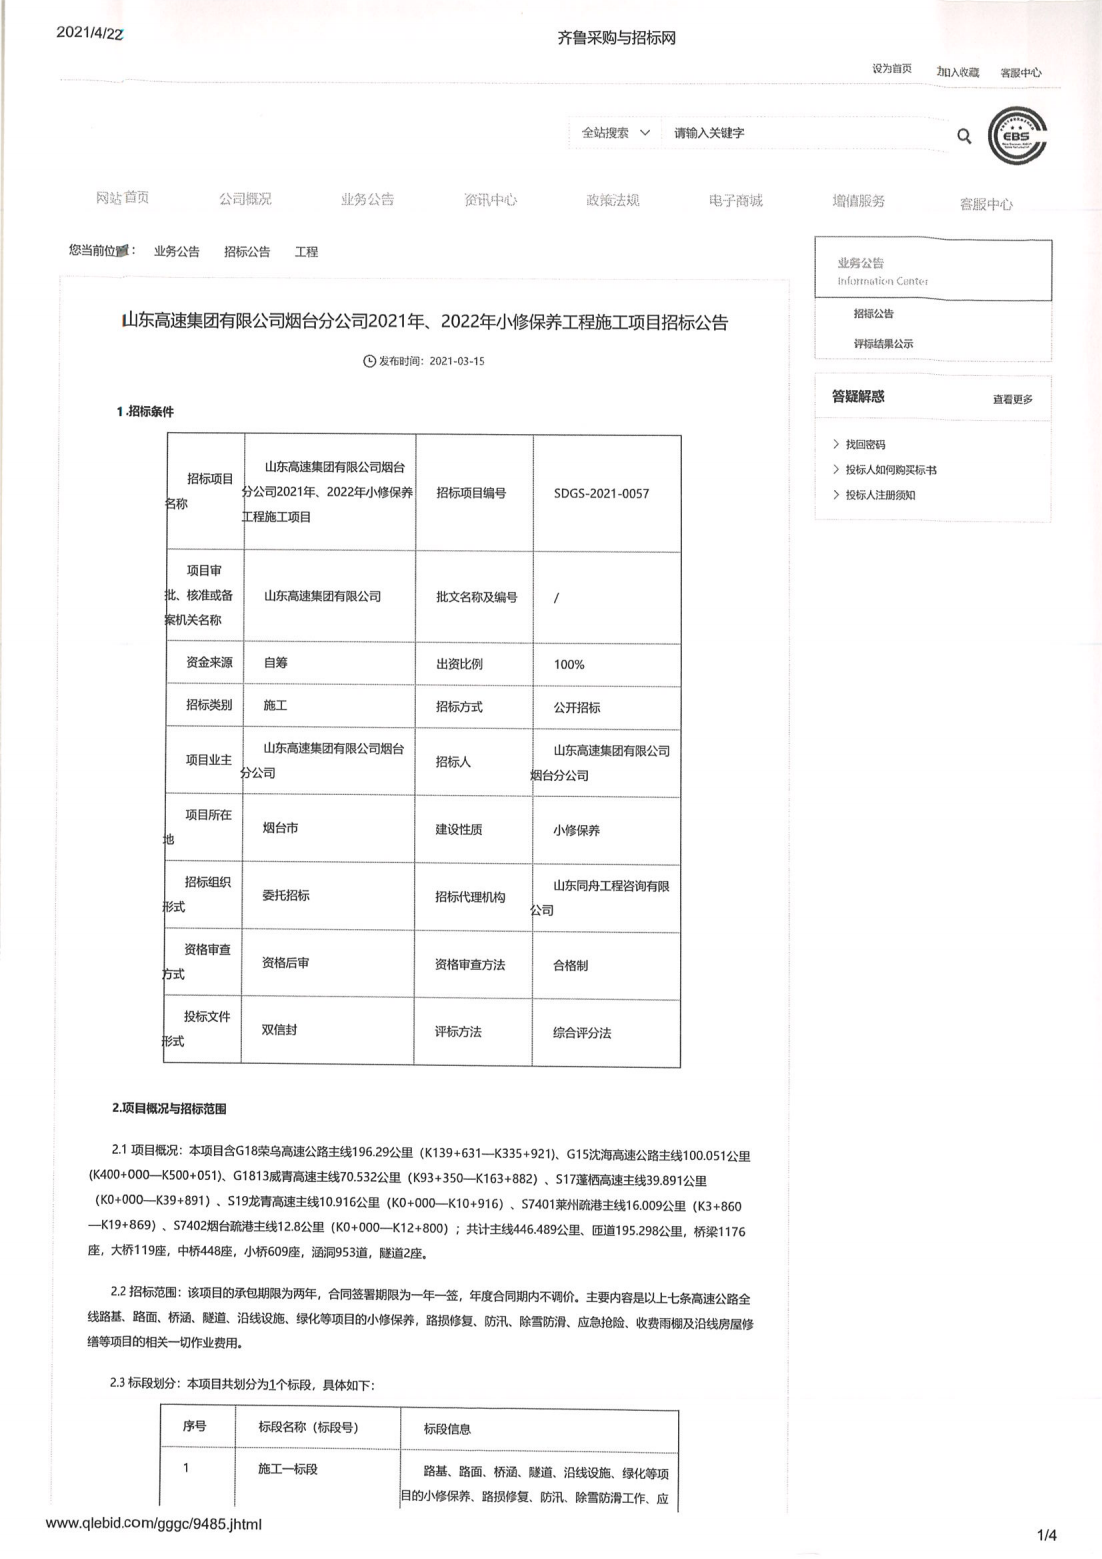 2021/4/22
齐鲁采购与招标网
设为首页 加入收藏 客服中心
全站搜索 请输入关键字
EBS
网站首页 公司概况 业务公告 资讯中心 政策法规 电子商城 增值服务 客服中心
您当前位置： 业务公告 招标公告 工程
业务公告
Information Center
招标公告
评标结果公示
答疑解惑 查看更多
找回密码
投标人如何购买标书
投标人注册须知
山东高速集团有限公司烟台分公司2021年、2022年小修保养工程施工项目招标公告
发布时间：2021-03-15
1.招标条件
招标项目
名称
山东高速集团有限公司烟台
分公司2021年、2022年小修保养
工程施工项目
招标项目编号
SDGS-2021-0057
项目审
批、核准或备
案机关名称
山东高速集团有限公司
批文名称及编号
/
资金来源 自筹 出资比例 100%
招标类别 施工 招标方式 公开招标
项目业主
山东高速集团有限公司烟台
分公司
招标人
山东高速集团有限公司
烟台分公司
项目所在
地
烟台市 建设性质 小修保养
招标组织
形式
委托招标 招标代理机构
山东同舟工程咨询有限
公司
资格审查
方式
资格后审 资格审查方法 合格制
投标文件
形式
双信封 评标方法 综合评分法
2.项目概况与招标范围
2.1 项目概况：本项目含G18荣乌高速公路主线196.29公里（K139+631—K335+921)、G15沈海高速公路主线100.051公里
(K400+000—K500+051)、G1813威青高速主线70.532公里（K93+350—K163+882）、S17蓬栖高速主线39.891公里
（K0+000—K39+891）、S19龙青高速主线10.916公里（K0+000—K10+916）、S7401莱州疏港主线16.009公里（K3+860
—K19+869）、S7402烟台疏港主线12.8公里（K0+000—K12+800）；共计主线446.489公里、匝道195.298公里，桥梁1176
座，大桥119座，中桥448座，小桥609座，涵洞953道，隧道2座。
2.2 招标范围：该项目的承包期限为两年，合同签署期限为一年一签，年度合同期内不调价。主要内容是以上七条高速公路全
线路基、路面、桥涵、隧道、沿线设施、绿化等项目的小修保养，路损修复、防汛、除雪防滑、应急抢险、收费雨棚及沿线房屋修
缮等项目的相关一切作业费用。
2.3 标段划分：本项目共划分为1个标段，具体如下：
序号 标段名称（标段号） 标段信息
1 施工一标段 路基、路面、桥涵、隧道、沿线设施、绿化等项
目的小修保养、路损修复、防汛、除雪防滑工作、应
www.qlebid.com/gggc/9485.jhtml
1/4